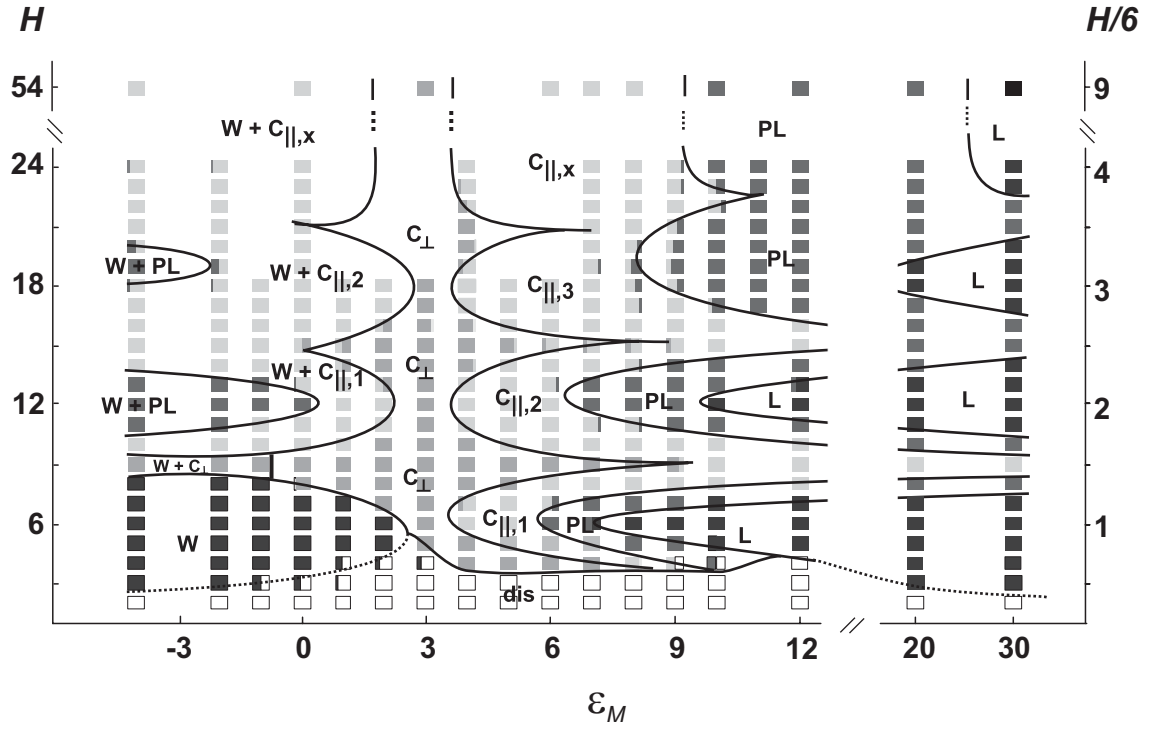 H H/6
54 9
W + C||,x PL L
24 C||,x 4
C⊥
W + PL W + C||,2 PL
18 C||,3 L 3
W + C||,1 C⊥
12 W + PL C||,2 PL L L 2
W + C⊥ C⊥
6 W C||,1 PL L 1
dis
-3 0 3 6 9 12 20 30
εM